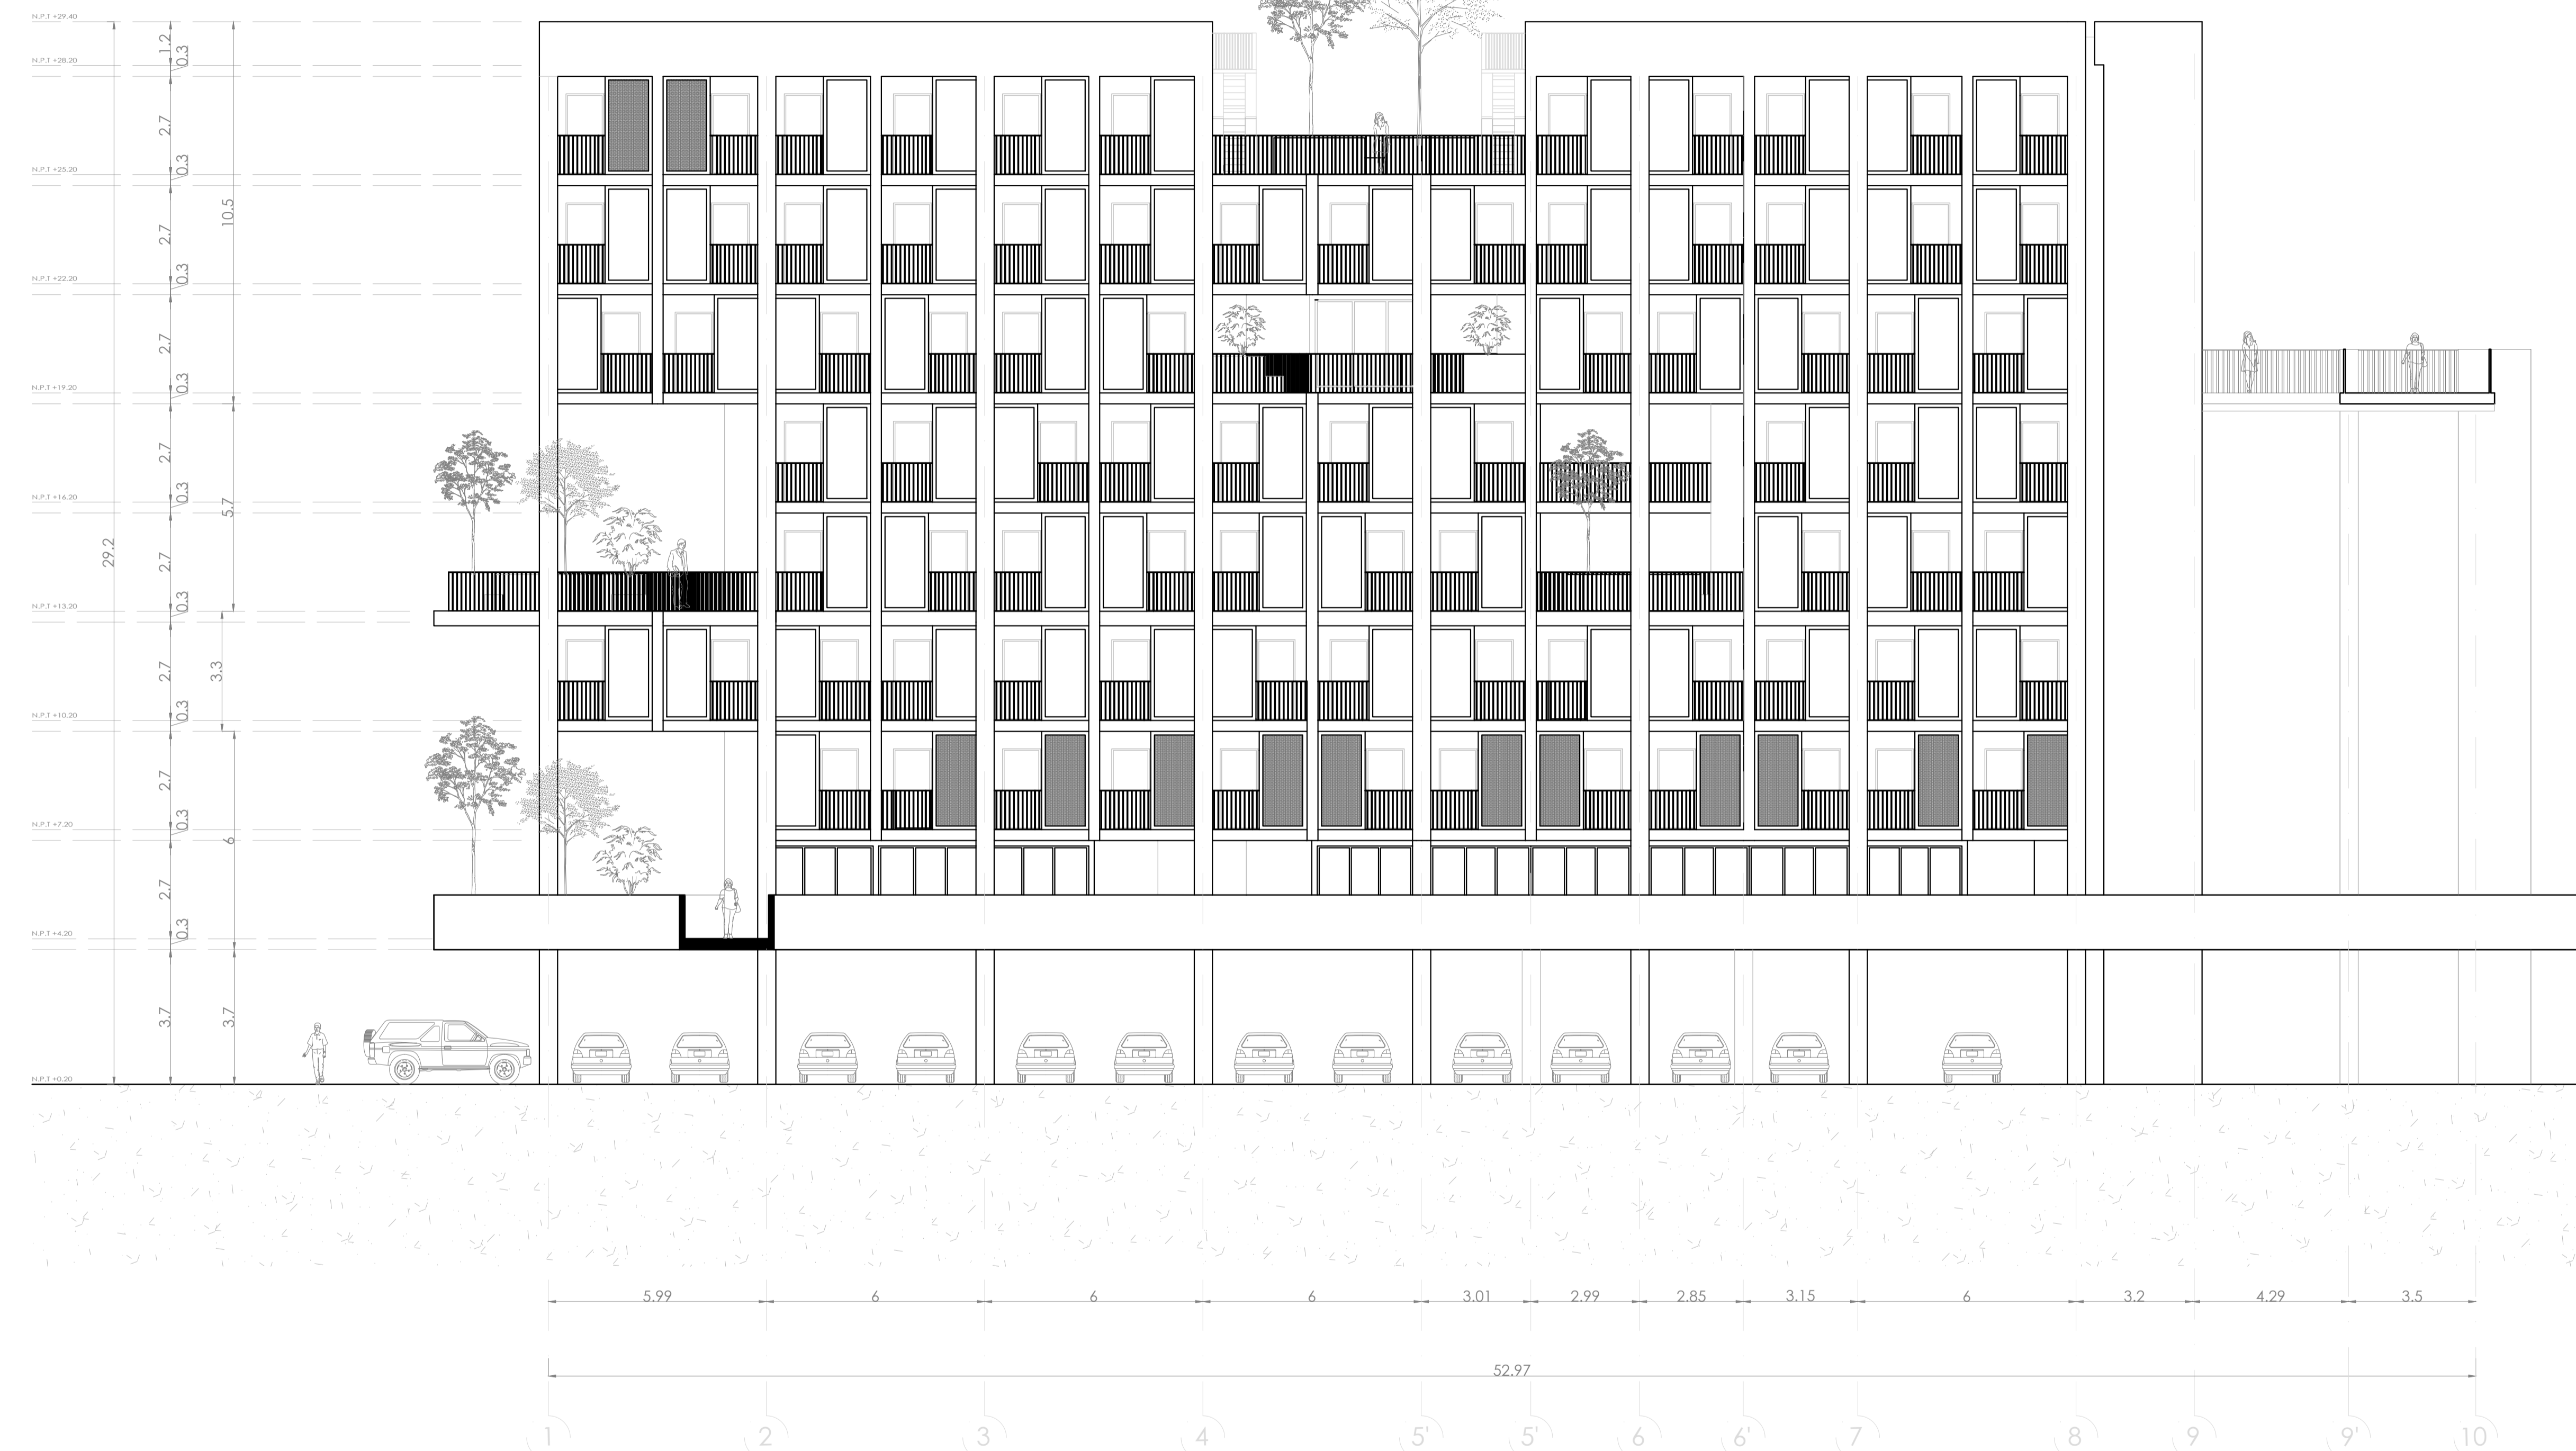 N.P.T +29.40
1.2
0.3
N.P.T +28.20
2.7
0.3
N.P.T +25.20
10.5
2.7
0.3
N.P.T +22.20
2.7
0.3
N.P.T +19.20
2.7
0.3
N.P.T +16.20
5.7
29.2
2.7
0.3
N.P.T +13.20
2.7
3.3
0.3
N.P.T +10.20
2.7
0.3
N.P.T +7.20
6
2.7
0.3
N.P.T +4.20
3.7
3.7
N.P.T +0.20
5.99 6 6 6 3.01 2.99 2.85 3.15 6 3.2 4.29 3.5
52.97
1 2 3 4 5' 5' 6 6' 7 8 9 9' 10